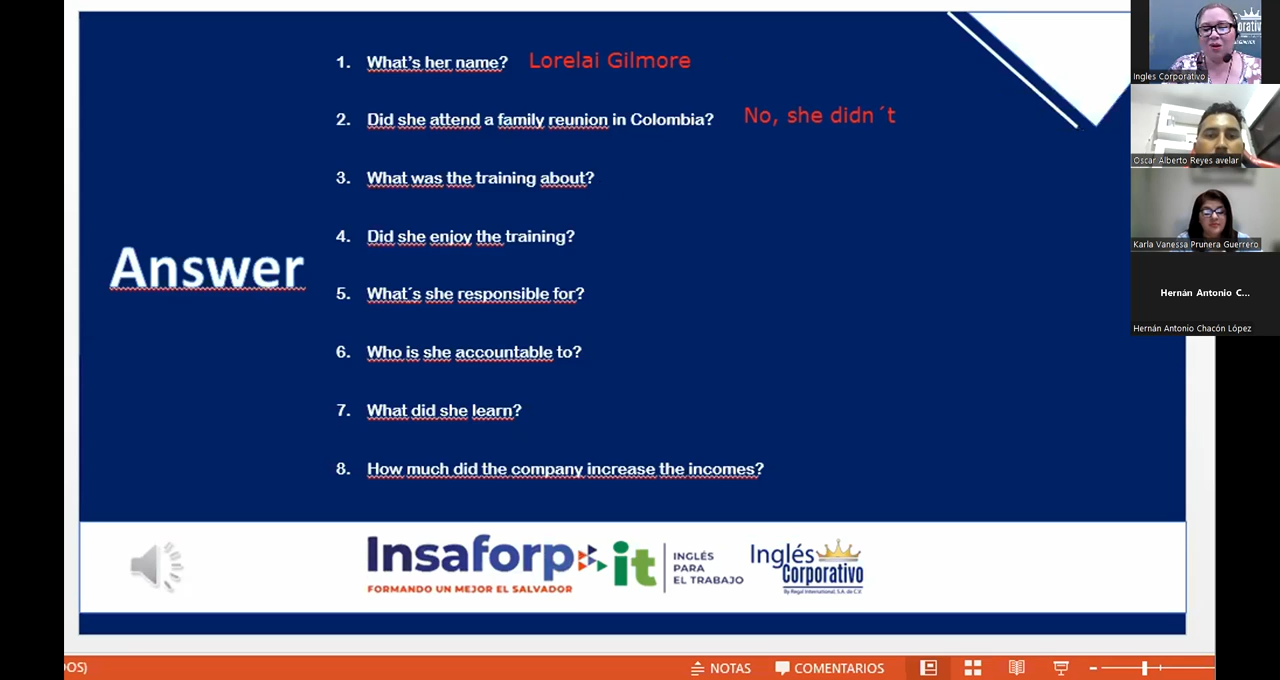 1. What's her name? Lorelai Gilmore
2. Did she attend a family reunion in Colombia? No, she didn´t
3. What was the training about?
4. Did she enjoy the training?
Answer
5. What´s she responsible for?
6. Who is she accountable to?
7. What did she learn?
8. How much did the company increase the incomes?
Insaforp
FORMANDO UN MEJOR EL SALVADOR
it
INGLÉS
PARA
EL TRABAJO
Inglés
Corporativo
By Regal International, S.A. de C.V.
Ingles Corporativo
Oscar Alberto Reyes avelar
Karla Vanessa Prunera Guerrero
Hernán Antonio C...
Hernán Antonio Chacón López
DOS)
NOTAS
COMENTARIOS